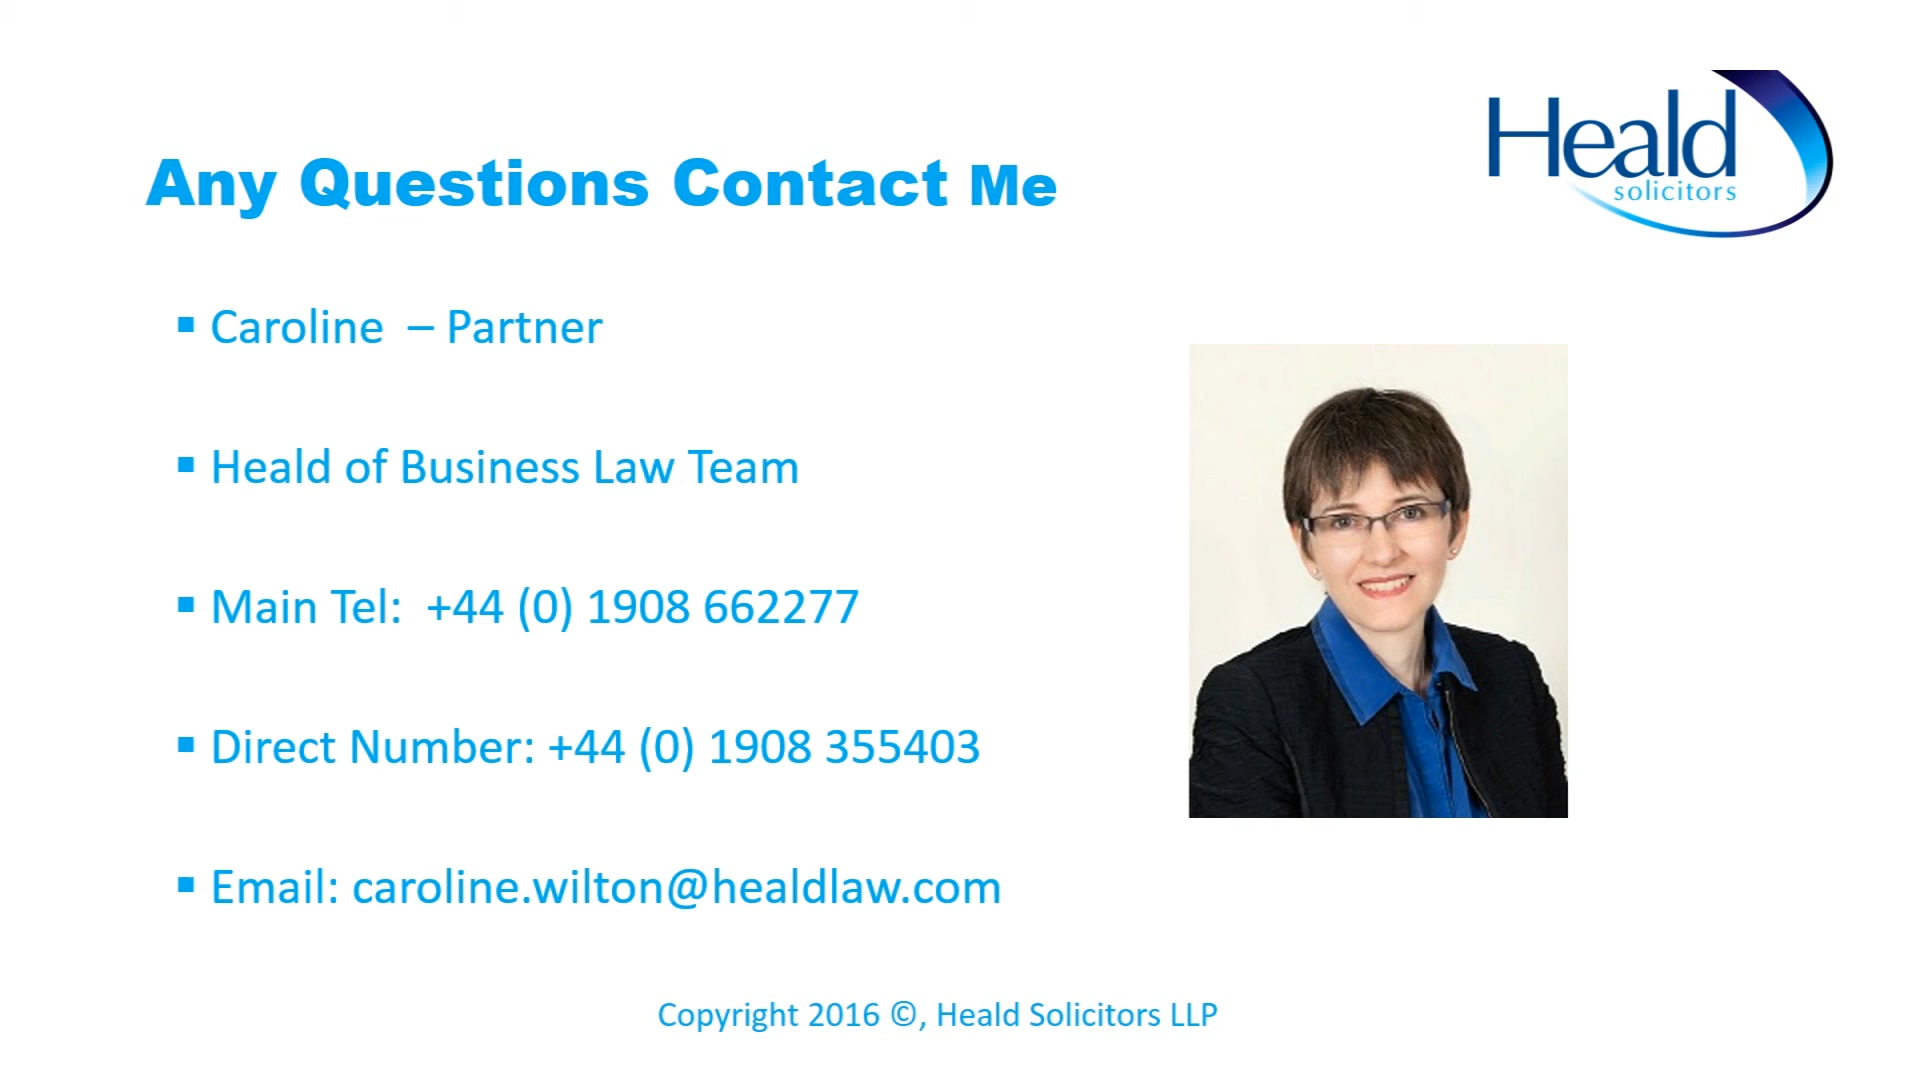 Heald
solicitors
Any Questions Contact Me
▪ Caroline – Partner
▪ Heald of Business Law Team
▪ Main Tel: +44 (0) 1908 662277
▪ Direct Number: +44 (0) 1908 355403
▪ Email: caroline.wilton@healdlaw.com
Copyright 2016 ©, Heald Solicitors LLP